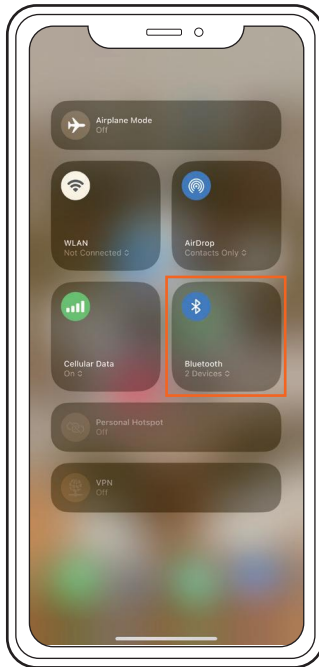 Airplane Mode
Off
WLAN
Not Connected
AirDrop
Contacts Only
Cellular Data
On
Bluetooth
2 Devices
Personal Hotspot
Off
VPN
Off